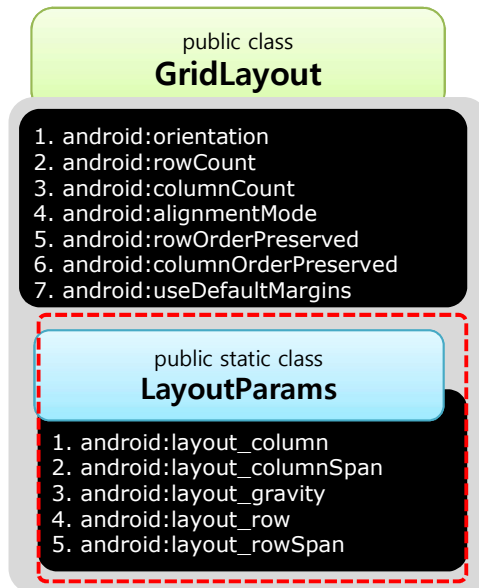 public class
GridLayout
1. android:orientation
2. android:rowCount
3. android:columnCount
4. android:alignmentMode
5. android:rowOrderPreserved
6. android:columnOrderPreserved
7. android:useDefaultMargins
public static class
LayoutParams
1. android:layout_column
2. android:layout_columnSpan
3. android:layout_gravity
4. android:layout_row
5. android:layout_rowSpan